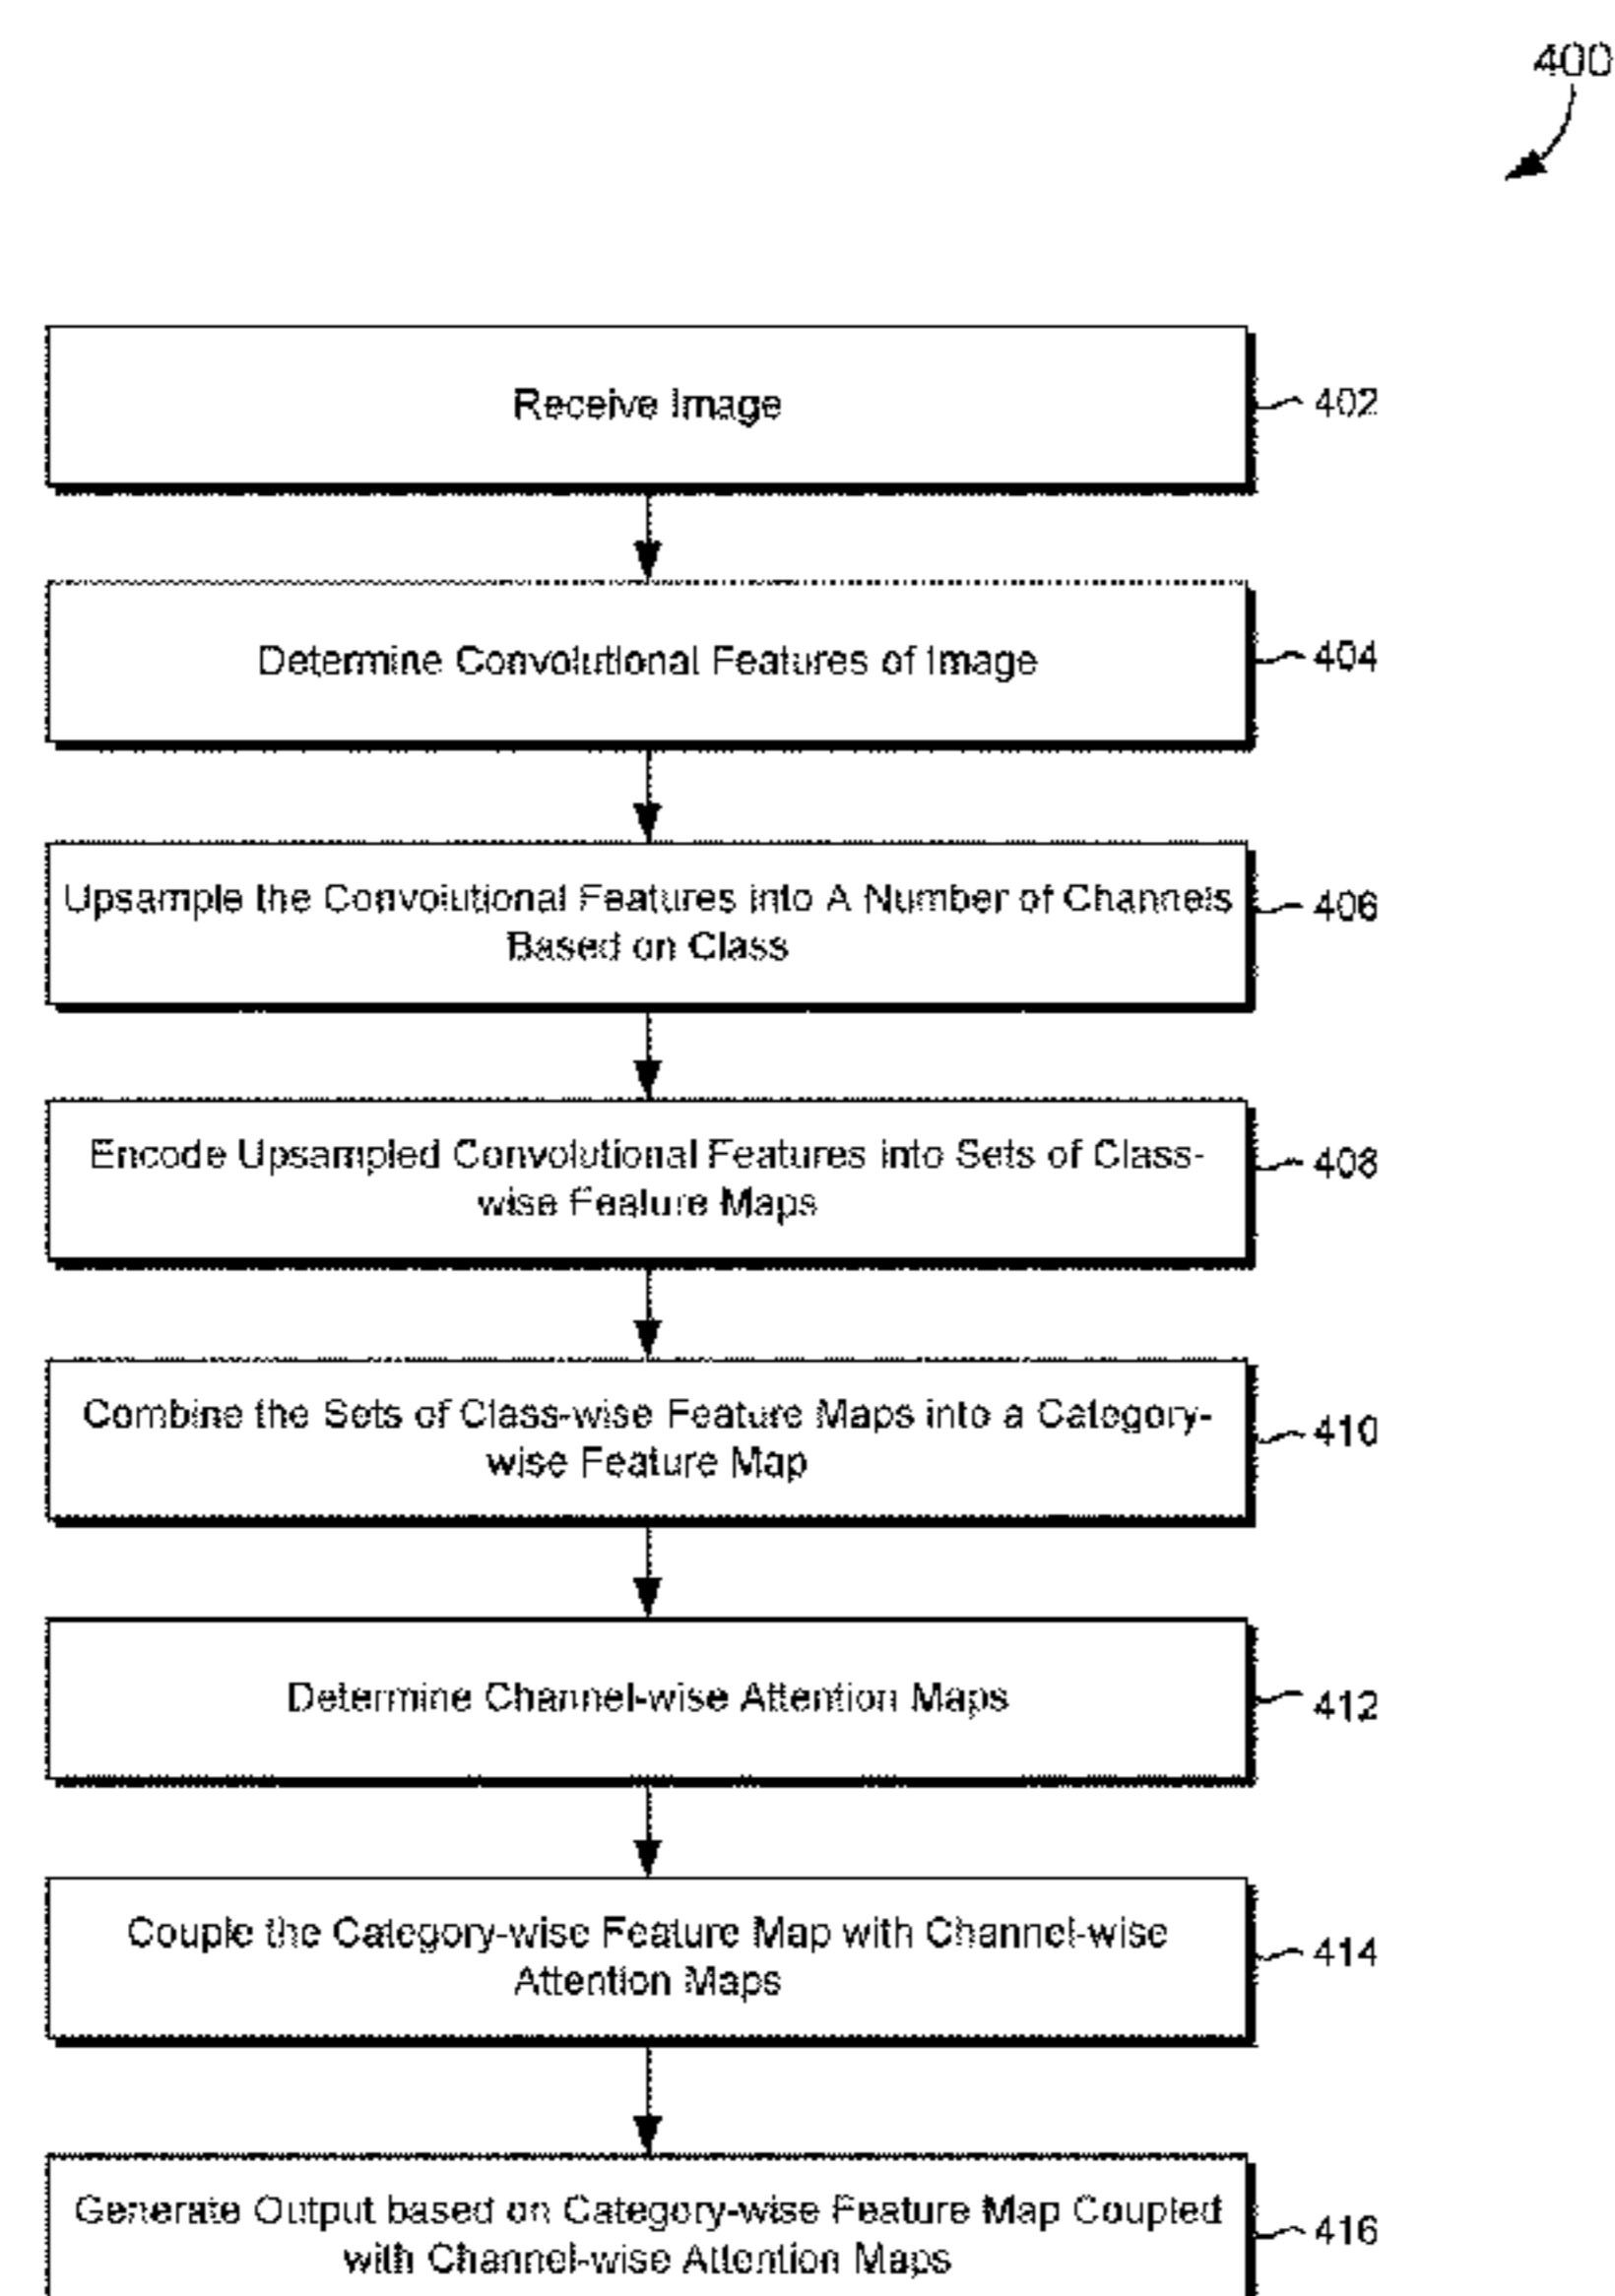 400
Receive Image
402
Determine Convolutional Features of Image
404
Upsample the Convolutional Features into A Number of Channels
Based on Class
406
Encode Upsampled Convolutional Features into Sets of Class-
wise Feature Maps
408
Combine the Sets of Class-wise Feature Maps into a Category-
wise Feature Map
410
Determine Channel-wise Attention Maps
412
Couple the Category-wise Feature Map with Channel-wise
Attention Maps
414
Generate Output based on Category-wise Feature Map Coupled
with Channel-wise Attention Maps
416